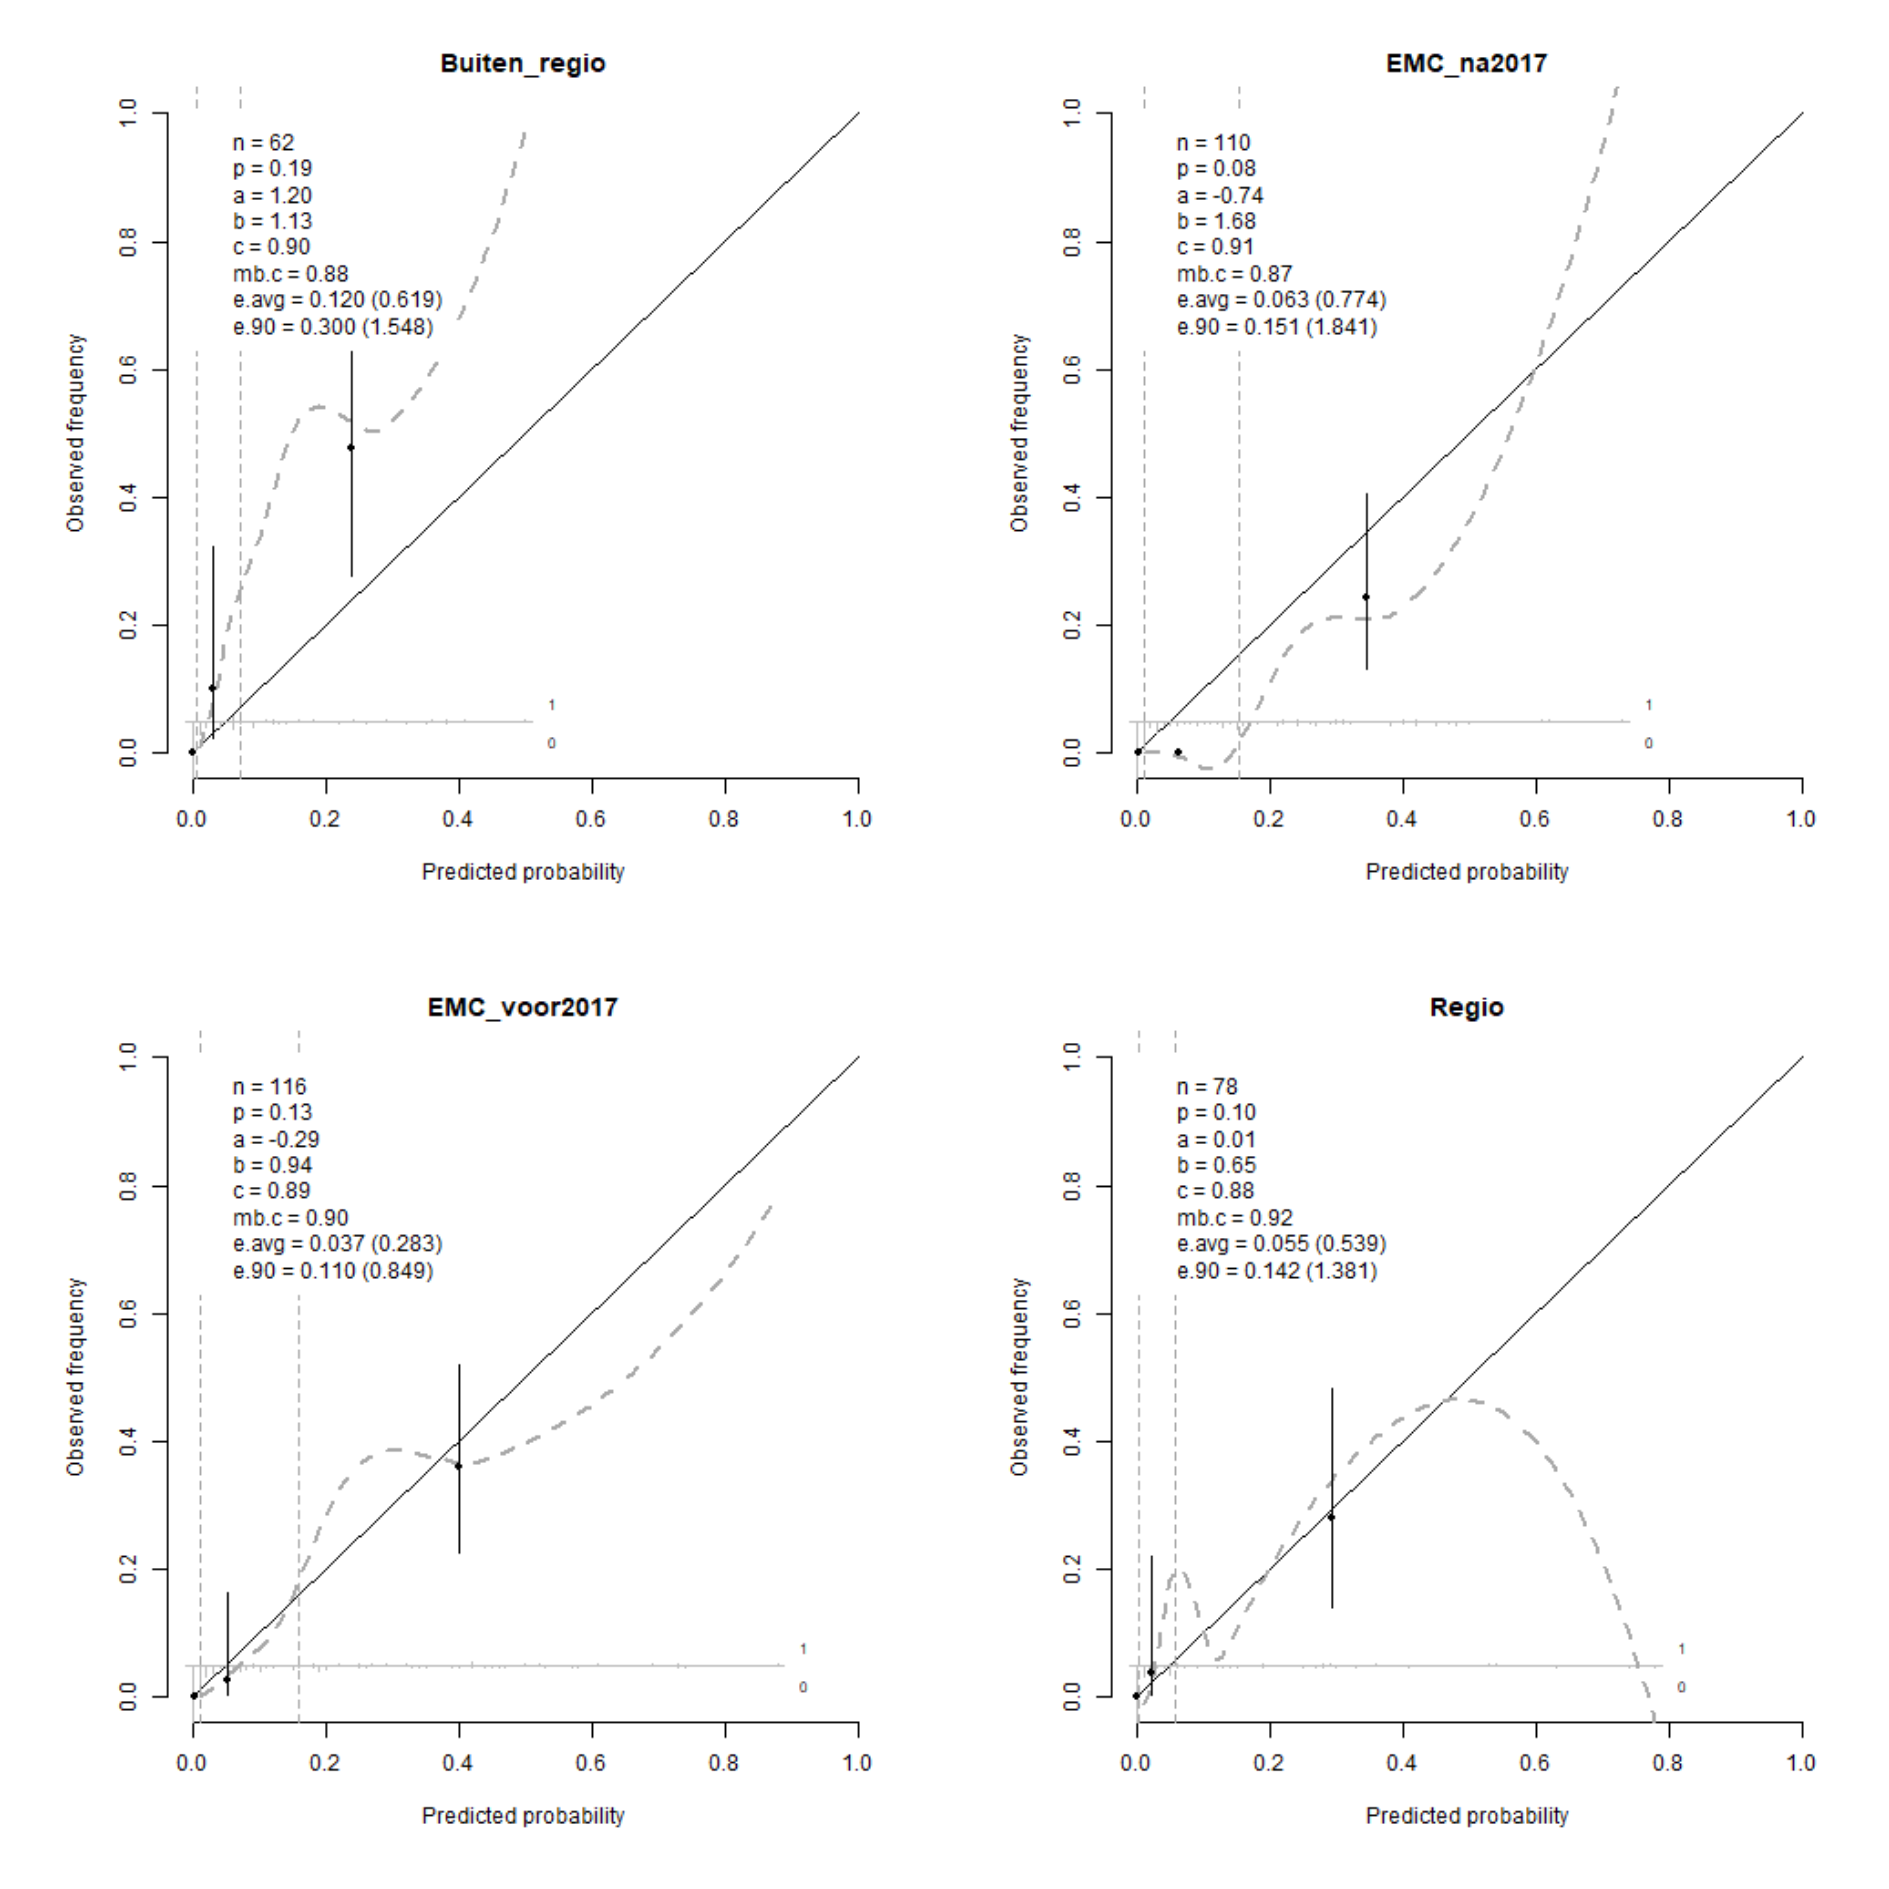 Buiten_regio
n = 62
p = 0.19
a = 1.20
b = 1.13
c = 0.90
mb.c = 0.88
e.avg = 0.120 (0.619)
e.90 = 0.300 (1.548)
Observed frequency
0.0 0.2 0.4 0.6 0.8 1.0
1
0
0.0 0.2 0.4 0.6 0.8 1.0
Predicted probability
EMC_na2017
n = 110
p = 0.08
a = -0.74
b = 1.68
c = 0.91
mb.c = 0.87
e.avg = 0.063 (0.774)
e.90 = 0.151 (1.841)
Observed frequency
0.0 0.2 0.4 0.6 0.8 1.0
1
0
0.0 0.2 0.4 0.6 0.8 1.0
Predicted probability
EMC_voor2017
n = 116
p = 0.13
a = -0.29
b = 0.94
c = 0.89
mb.c = 0.90
e.avg = 0.037 (0.283)
e.90 = 0.110 (0.849)
Observed frequency
0.0 0.2 0.4 0.6 0.8 1.0
1
0
0.0 0.2 0.4 0.6 0.8 1.0
Predicted probability
Regio
n = 78
p = 0.10
a = 0.01
b = 0.65
c = 0.88
mb.c = 0.92
e.avg = 0.055 (0.539)
e.90 = 0.142 (1.381)
Observed frequency
0.0 0.2 0.4 0.6 0.8 1.0
1
0
0.0 0.2 0.4 0.6 0.8 1.0
Predicted probability